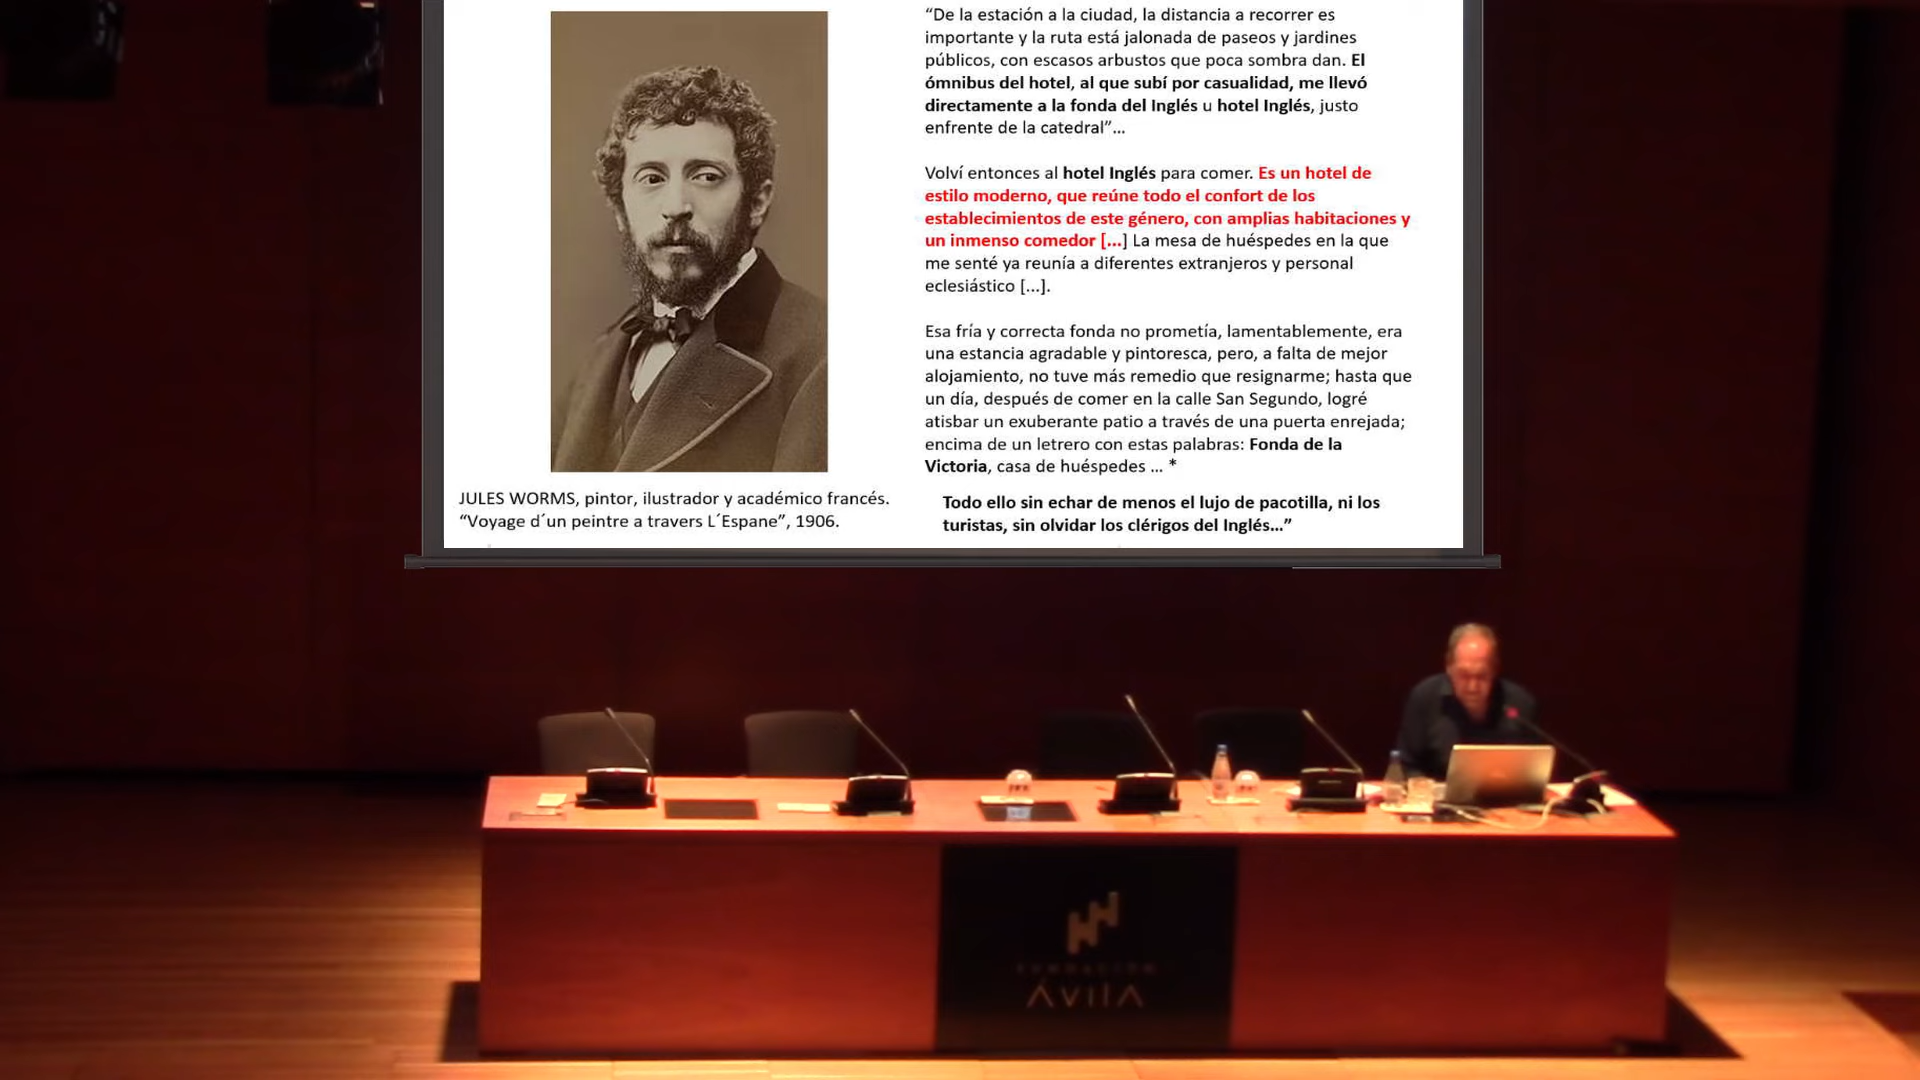 “De la estación a la ciudad, la distancia a recorrer es
importante y la ruta está jalonada de paseos y jardines
públicos, con escasos arbustos que poca sombra dan. El
ómnibus del hotel, al que subí por casualidad, me llevó
directamente a la fonda del Inglés u hotel Inglés, justo
enfrente de la catedral”...
Volví entonces al hotel Inglés para comer. Es un hotel de
estilo moderno, que reúne todo el confort de los
establecimientos de este género, con amplias habitaciones y
un inmenso comedor [...] La mesa de huéspedes en la que
me senté ya reunía a diferentes extranjeros y personal
eclesiástico [...].
Esa fría y correcta fonda no prometía, lamentablemente, era
una estancia agradable y pintoresca, pero, a falta de mejor
alojamiento, no tuve más remedio que resignarme; hasta que
un día, después de comer en la calle San Segundo, logré
atisbar un exuberante patio a través de una puerta enrejada;
encima de un letrero con estas palabras: Fonda de la
Victoria, casa de huéspedes ... *
Todo ello sin echar de menos el lujo de pacotilla, ni los
turistas, sin olvidar los clérigos del Inglés...”
JULES WORMS, pintor, ilustrador y académico francés.
“Voyage d´un peintre a travers L´Espane”, 1906.
FUNDACIÓN
ÁVILA